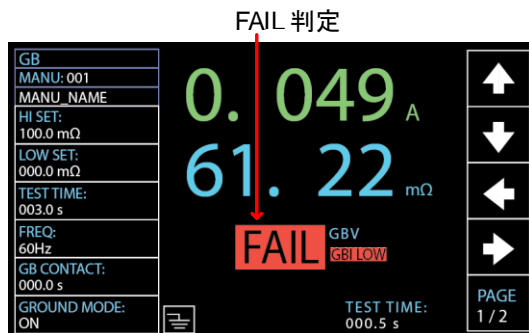 FAIL 判定
GB
MANU: 001
MANU_NAME
HI SET:
100.0 mΩ
LOW SET:
000.0 mΩ
TEST TIME:
003.0 s
FREQ:
60Hz
GB CONTACT:
000.0 s
GROUND MODE:
ON
0. 049 A
61. 22 mΩ
FAIL
GBV
GBI LOW
TEST TIME:
000.5 s
PAGE
1 / 2